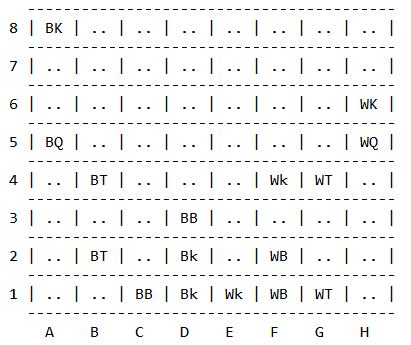 ---------------------------------------
8 | BK | .. | .. | .. | .. | .. | .. | .. |
---------------------------------------
7 | .. | .. | .. | .. | .. | .. | .. | .. |
---------------------------------------
6 | .. | .. | .. | .. | .. | .. | .. | WK |
---------------------------------------
5 | BQ | .. | .. | .. | .. | .. | .. | WQ |
---------------------------------------
4 | .. | BT | .. | .. | .. | Wk | WT | .. |
---------------------------------------
3 | .. | .. | .. | BB | .. | .. | .. | .. |
---------------------------------------
2 | .. | BT | .. | Bk | .. | WB | .. | .. |
---------------------------------------
1 | .. | .. | BB | Bk | Wk | WB | WT | .. |
---------------------------------------
A B C D E F G H